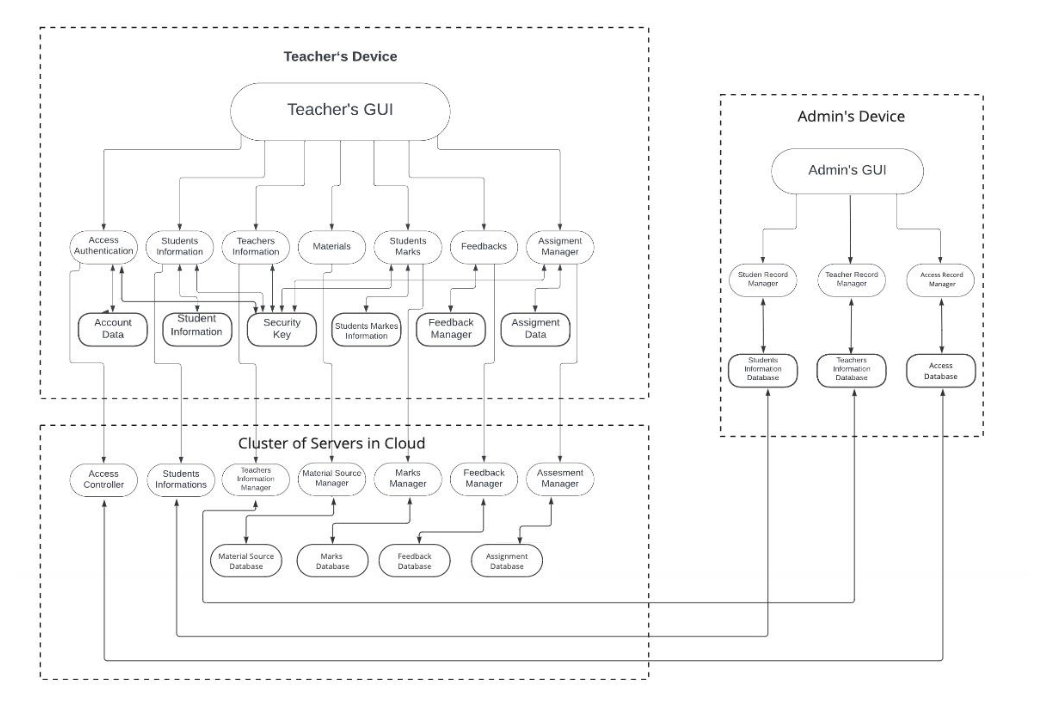 Teacher's Device
Teacher's GUI
Access
Authentication
Students
Information
Teachers
Information
Materials
Students
Marks
Feedbacks
Assigment
Manager
Account
Data
Student
Information
Security
Key
Students Markes
Information
Feedback
Manager
Assigment
Data
Admin's Device
Admin's GUI
Studen Record
Manager
Teacher Record
Manager
Access Record
Manager
Students
Information
Database
Teachers
Information
Database
Access
Database
Cluster of Servers in Cloud
Access
Controller
Students
Informations
Teachers
Information
Manager
Material Source
Manager
Marks
Manager
Feedback
Manager
Assesment
Manager
Material Source
Database
Marks
Database
Feedback
Database
Assignment
Database